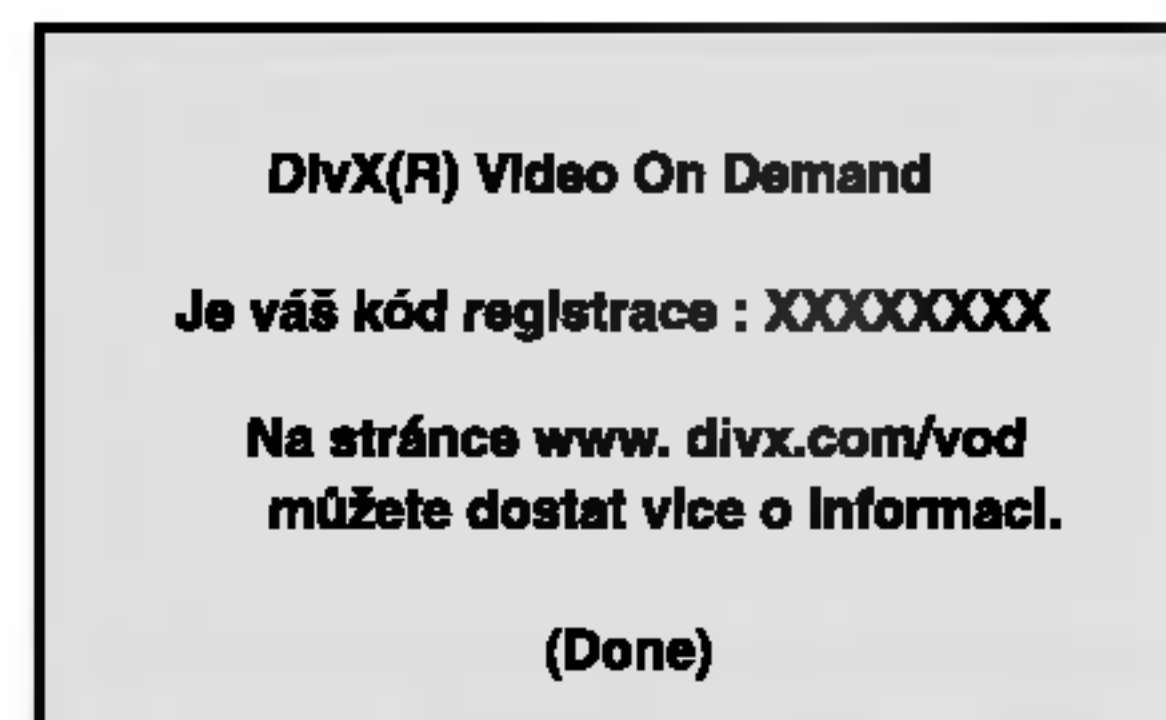 DivX(R) Video On Demand
Je váš kód registrace : XXXXXXXX
Na stránce www. divx.com/vod
můžete dostat vice o informaci.
(Done)